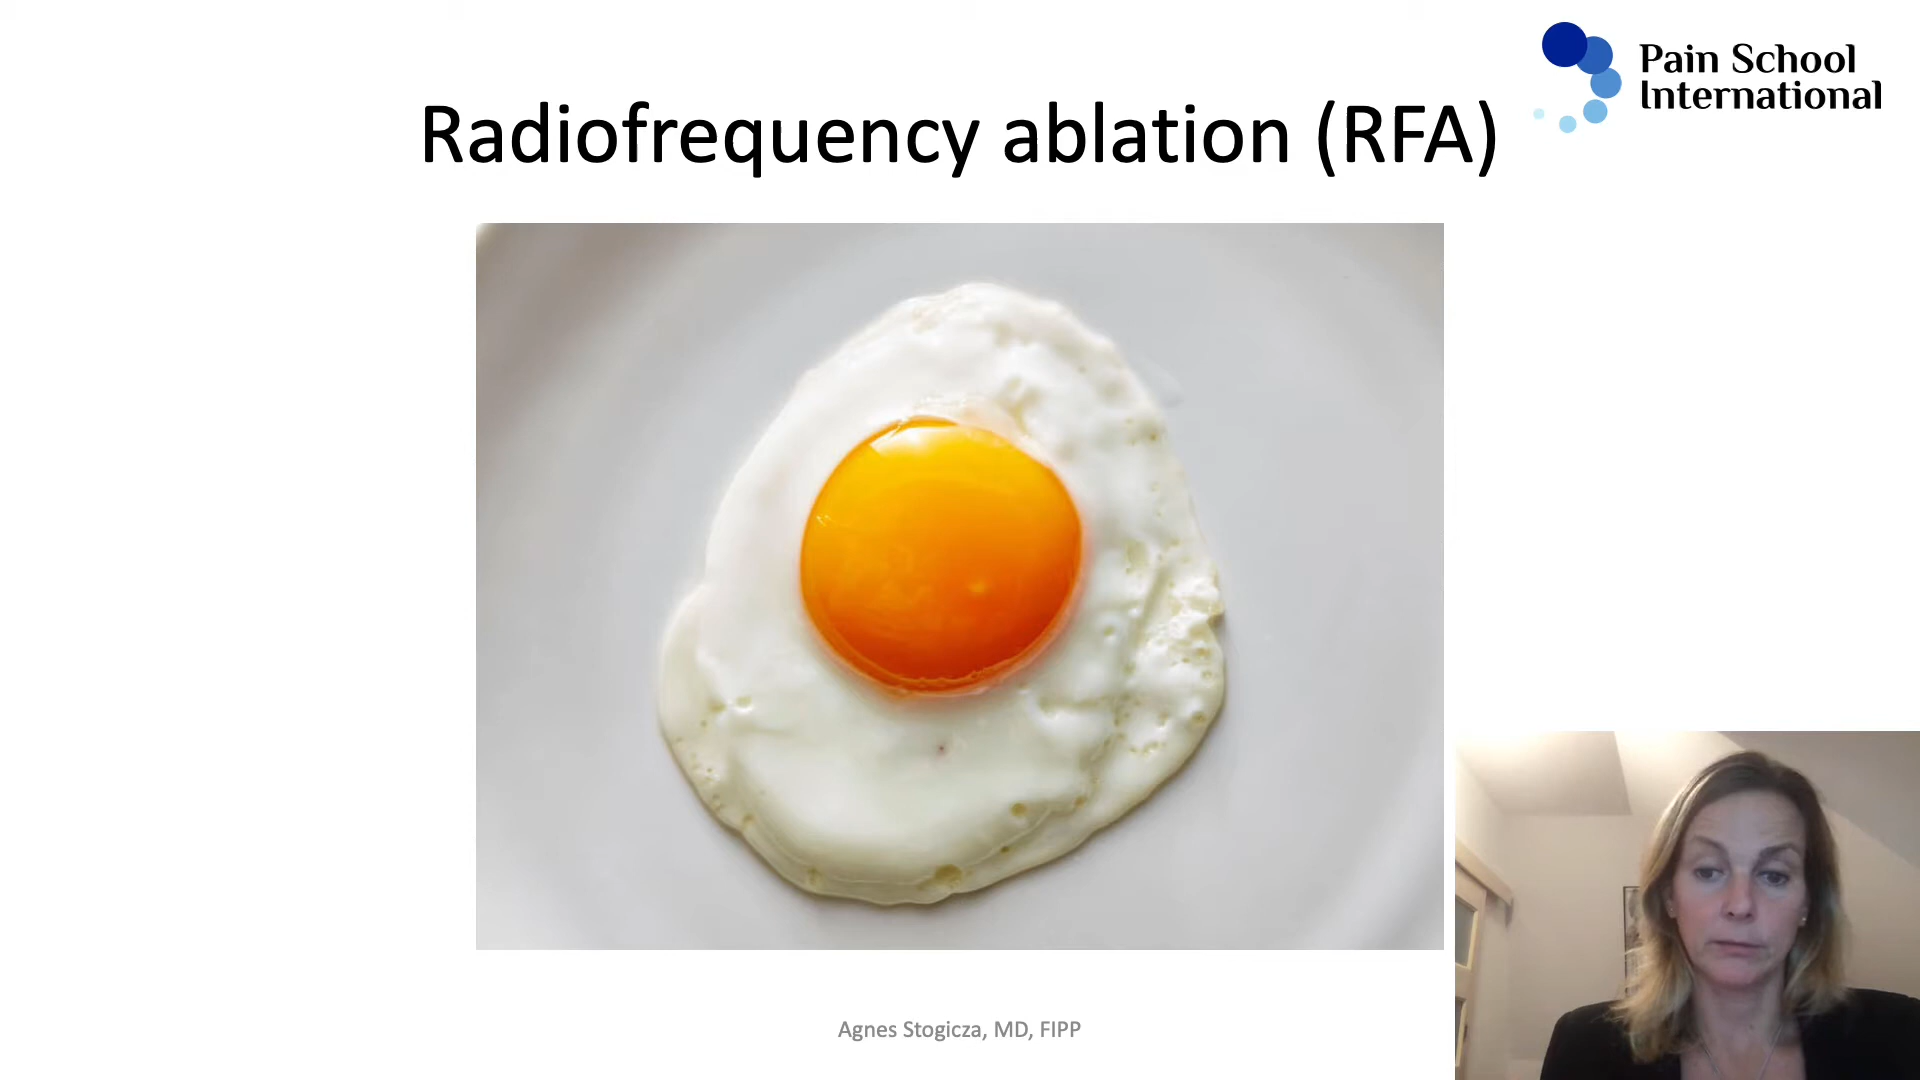 Pain School
International
Radiofrequency ablation (RFA)
Agnes Stogicza, MD, FIPP